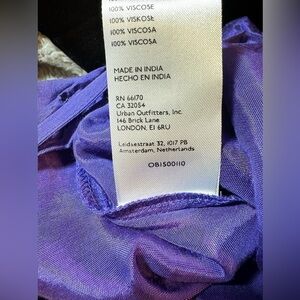 100% VISCOSE
100% VISKOSE
100% VISCOSA
100% VISCOSA
MADE IN INDIA
HECHO EN INDIA
RN 66170
CA 32054
Urban Outfitters, Inc.
146 Brick Lane
LONDON, E1 6RU
Leidsestraat 32, 1017 PB
Amsterdam, Netherlands
OB1500110